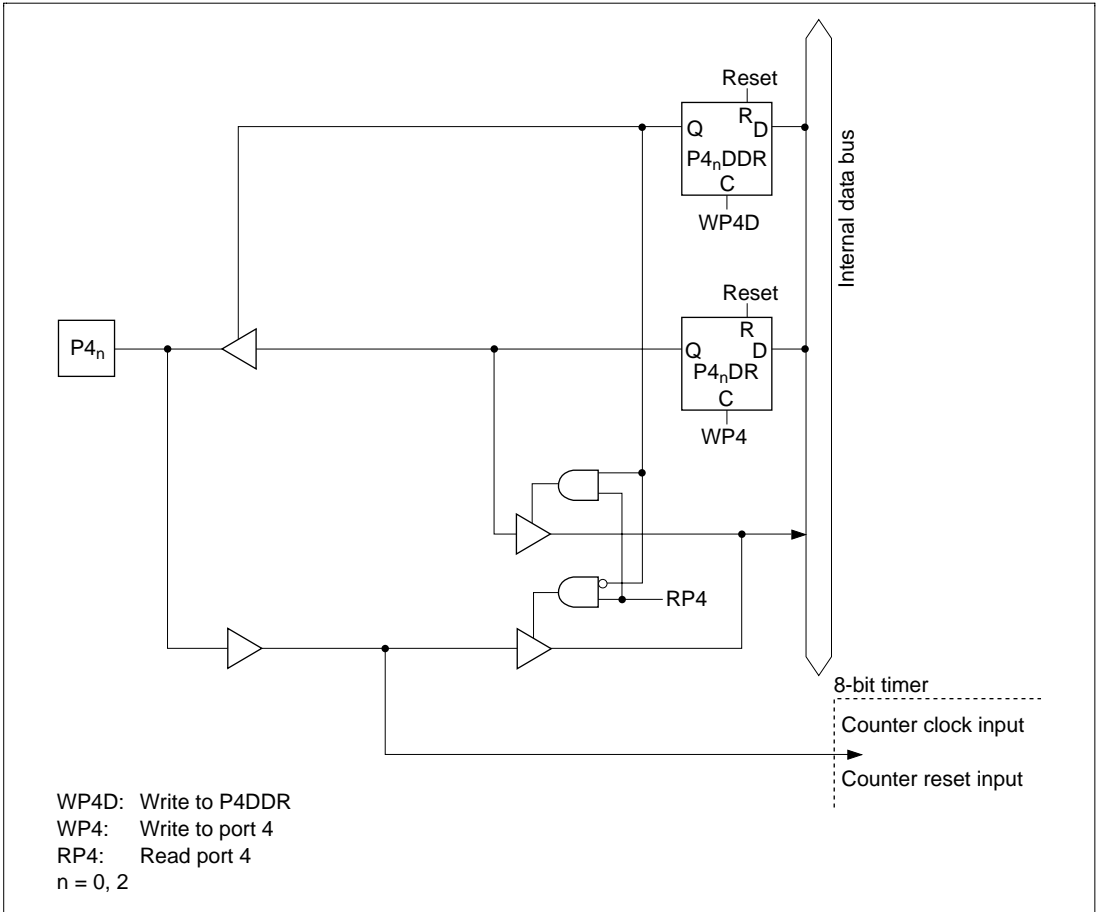 Reset
R
Q D
P4nDDR
C
WP4D
Internal data bus
Reset
R
P4n
Q D
P4nDR
C
WP4
RP4
8-bit timer
Counter clock input
Counter reset input
WP4D: Write to P4DDR
WP4: Write to port 4
RP4: Read port 4
n = 0, 2